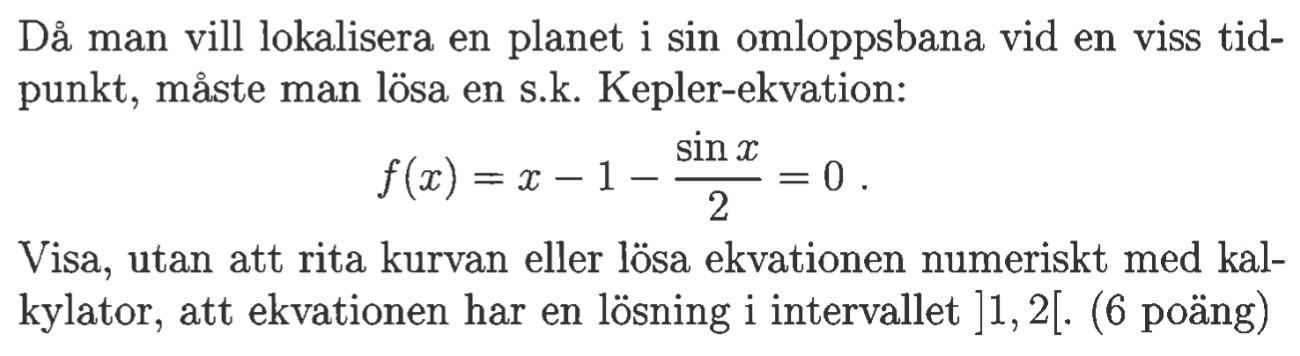 Då man vill lokalisera en planet i sin omloppsbana vid en viss tid-
punkt, måste man lösa en s.k. Kepler-ekvation:
f(x) = x − 1 − \frac{\sin x}{2} = 0 .
Visa, utan att rita kurvan eller lösa ekvationen numeriskt med kal-
kylator, att ekvationen har en lösning i intervallet ]1, 2[. (6 poäng)